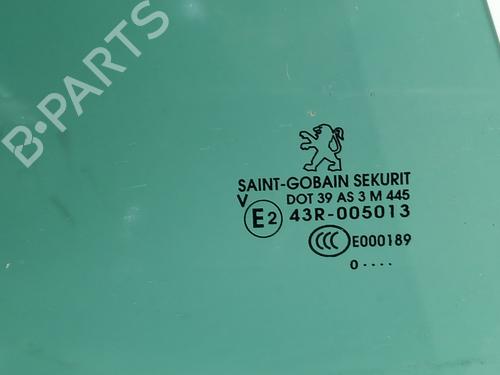 B-PARTS
SAINT-GOBAIN SEKURIT
V DOT 39 AS 3 M 445
E2 43R-005013
CCC E000189
0 ····